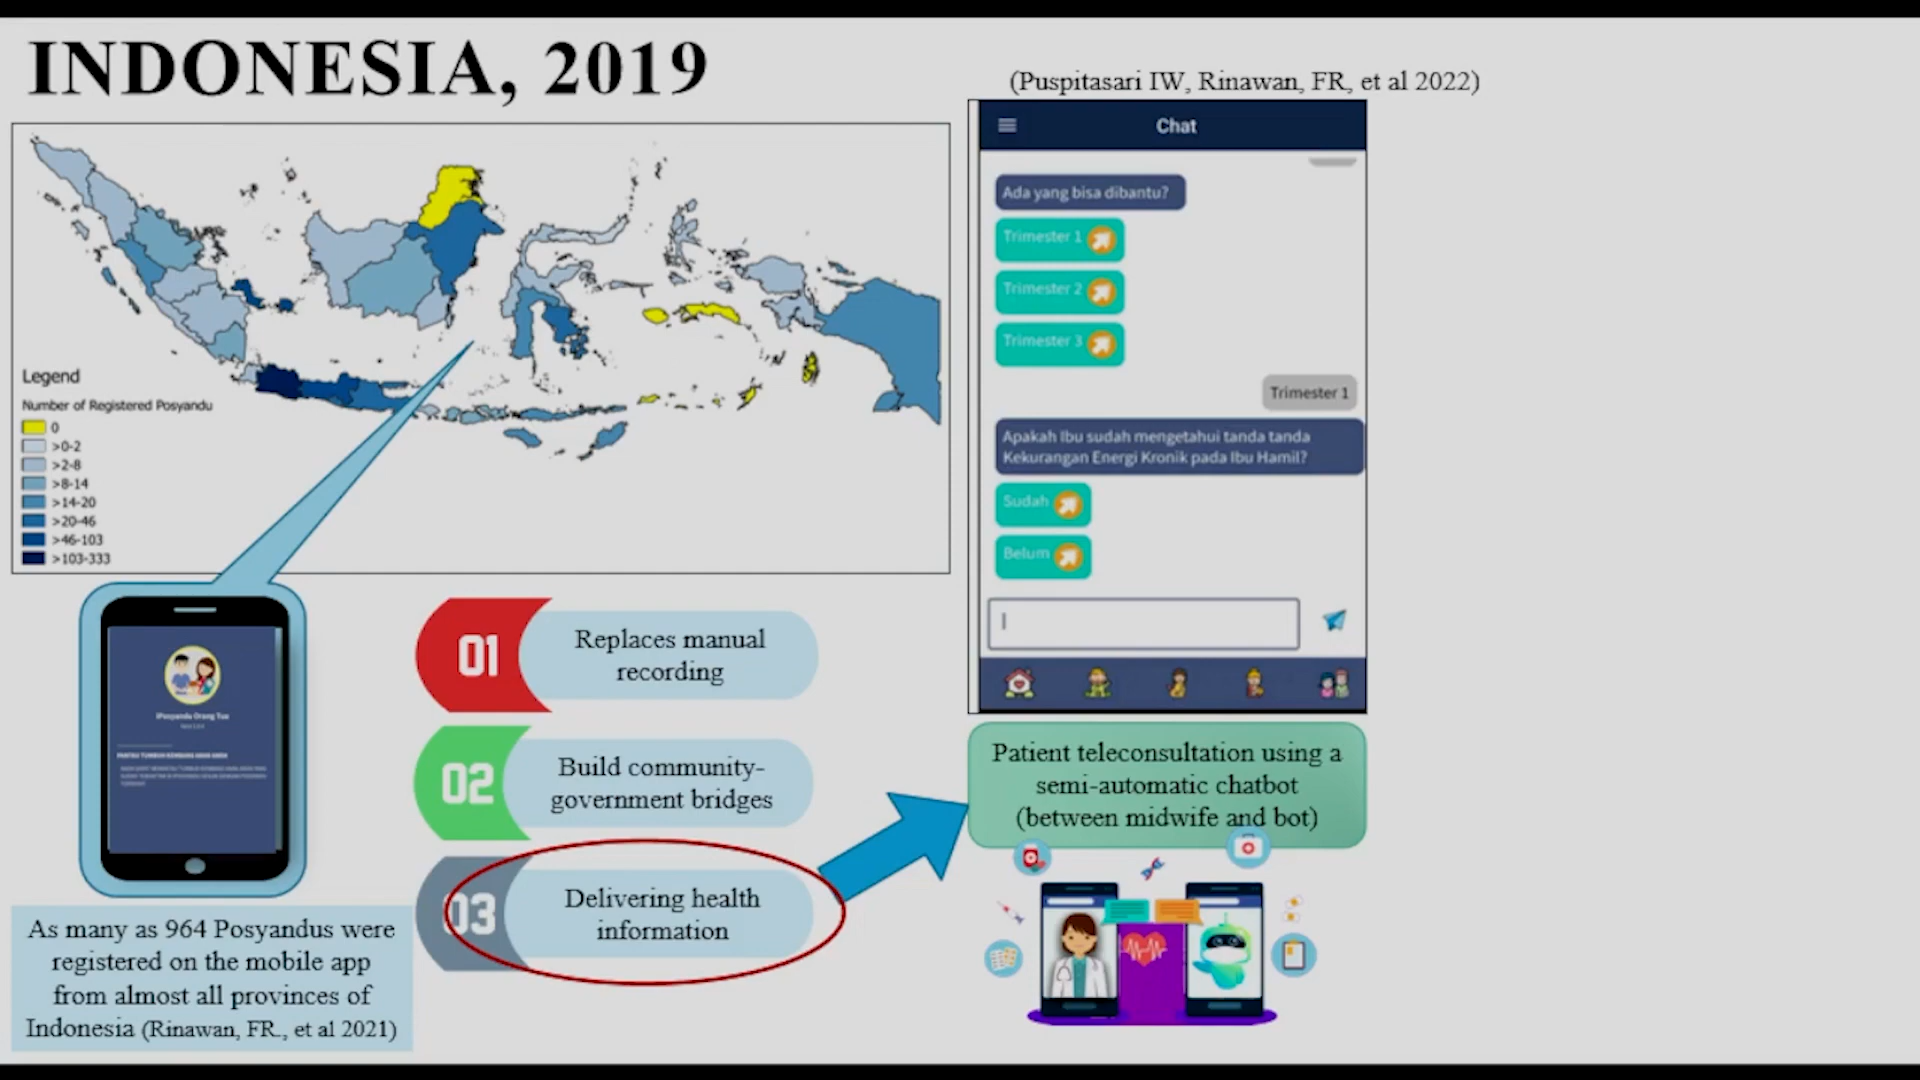 INDONESIA, 2019
(Puspitasari IW, Rinawan, FR, et al 2022)
Legend
Number of Registered Posyandu
0
>0-2
>2-8
>8-14
>14-20
>20-46
>46-103
>103-333
Chat
Ada yang bisa dibantu?
Trimester 1
Trimester 2
Trimester 3
Trimester 1
Apakah Ibu sudah mengetahui tanda tanda
Kekurangan Energi Kronik pada Ibu Hamil?
Sudah
Belum
iPosyandu Orang Tua
As many as 964 Posyandus were
registered on the mobile app
from almost all provinces of
Indonesia (Rinawan, FR., et al 2021)
01
Replaces manual
recording
02
Build community-
government bridges
03
Delivering health
information
Patient teleconsultation using a
semi-automatic chatbot
(between midwife and bot)